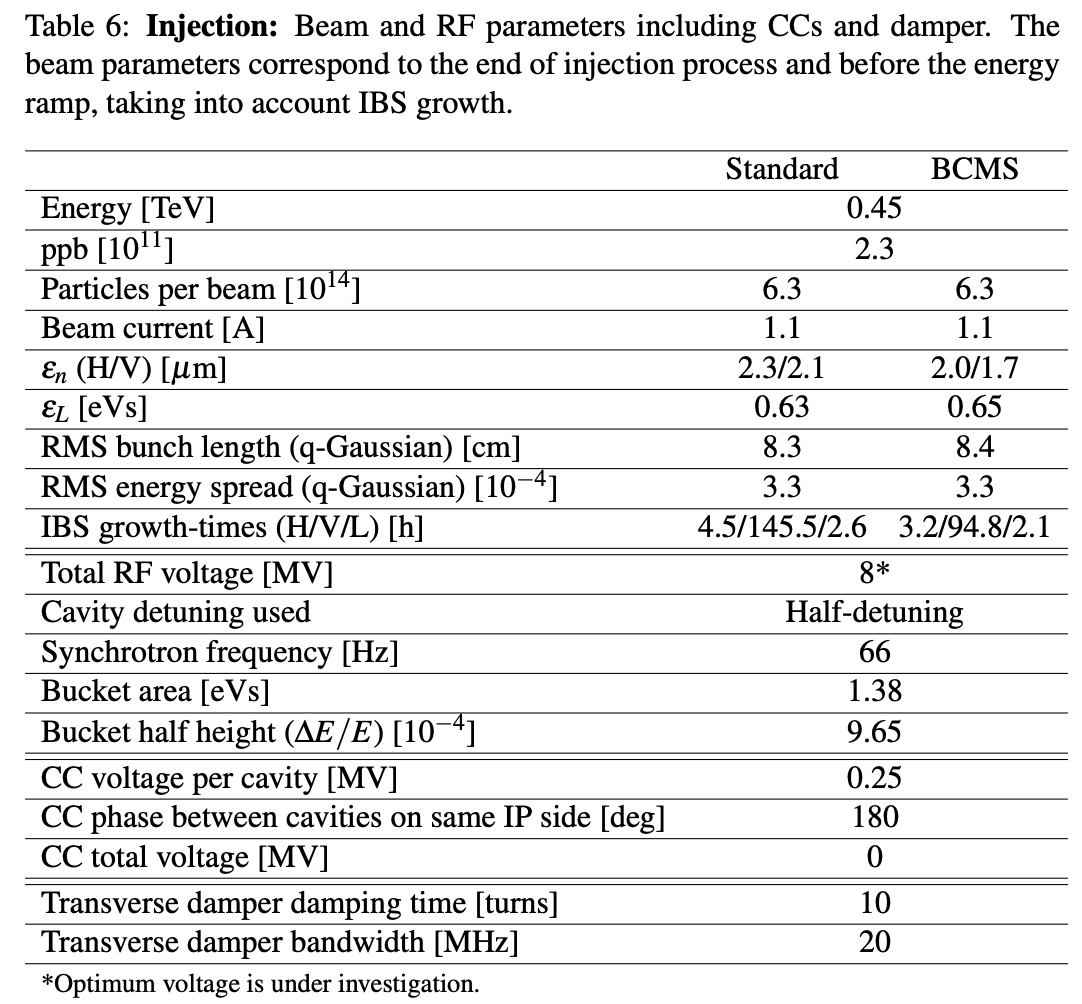 Table 6: Injection: Beam and RF parameters including CCs and damper. The
beam parameters correspond to the end of injection process and before the energy
ramp, taking into account IBS growth.
Standard BCMS
Energy [TeV] 0.45
ppb [10^11] 2.3
Particles per beam [10^14] 6.3 6.3
Beam current [A] 1.1 1.1
εn (H/V) [μm] 2.3/2.1 2.0/1.7
εL [eVs] 0.63 0.65
RMS bunch length (q-Gaussian) [cm] 8.3 8.4
RMS energy spread (q-Gaussian) [10^−4] 3.3 3.3
IBS growth-times (H/V/L) [h] 4.5/145.5/2.6 3.2/94.8/2.1
Total RF voltage [MV] 8*
Cavity detuning used Half-detuning
Synchrotron frequency [Hz] 66
Bucket area [eVs] 1.38
Bucket half height (ΔE/E) [10^−4] 9.65
CC voltage per cavity [MV] 0.25
CC phase between cavities on same IP side [deg] 180
CC total voltage [MV] 0
Transverse damper damping time [turns] 10
Transverse damper bandwidth [MHz] 20
*Optimum voltage is under investigation.